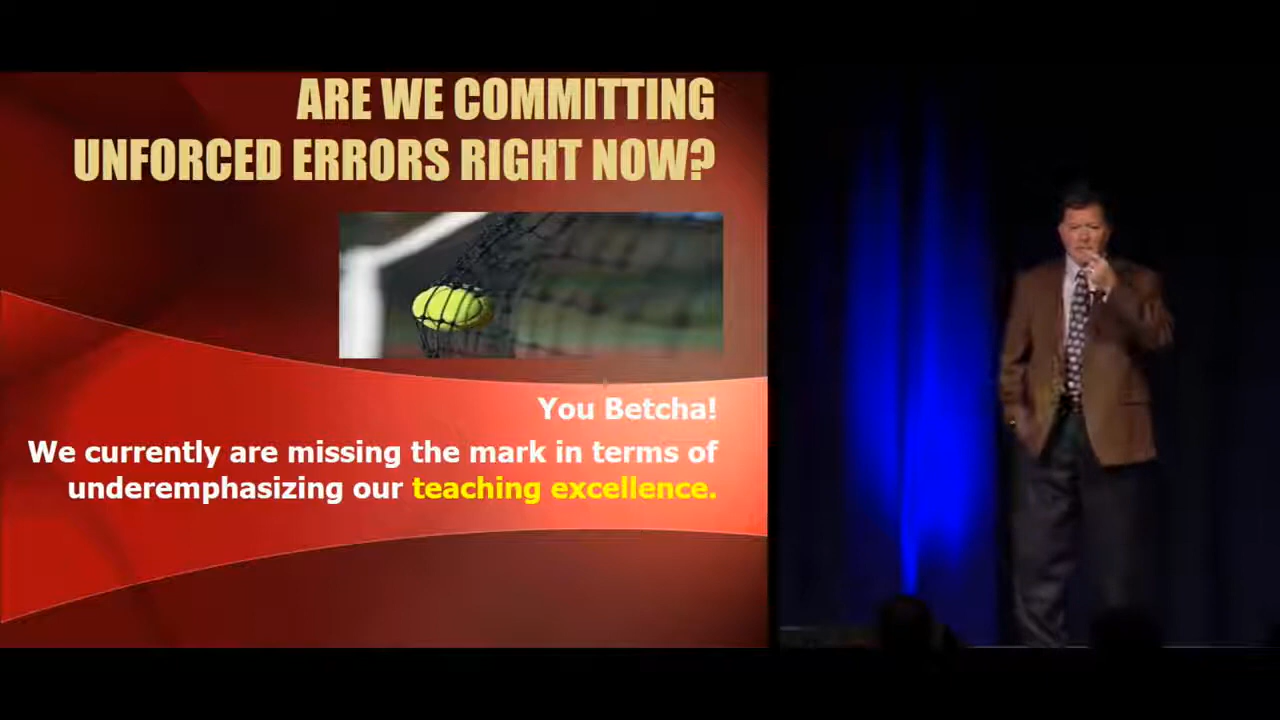 ARE WE COMMITTING
UNFORCED ERRORS RIGHT NOW?
You Betcha!
We currently are missing the mark in terms of
underemphasizing our teaching excellence.